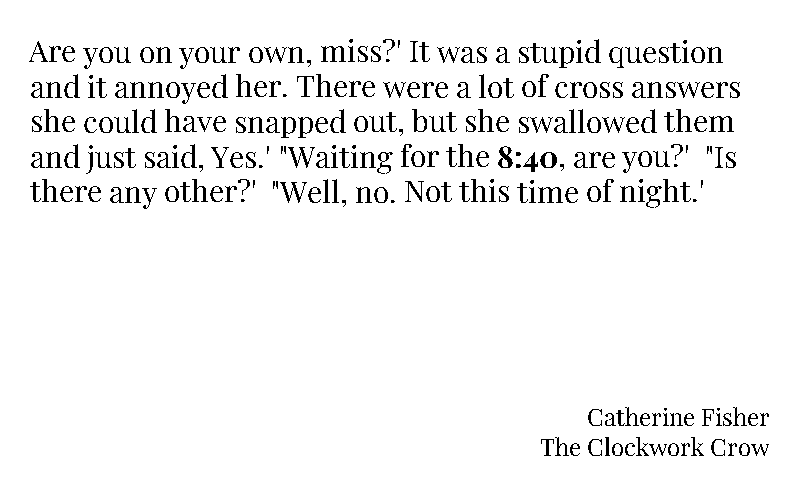 Are you on your own, miss?' It was a stupid question
and it annoyed her. There were a lot of cross answers
she could have snapped out, but she swallowed them
and just said, Yes.' "Waiting for the 8:40, are you?'  "Is
there any other?'  "Well, no. Not this time of night.'
Catherine Fisher
The Clockwork Crow